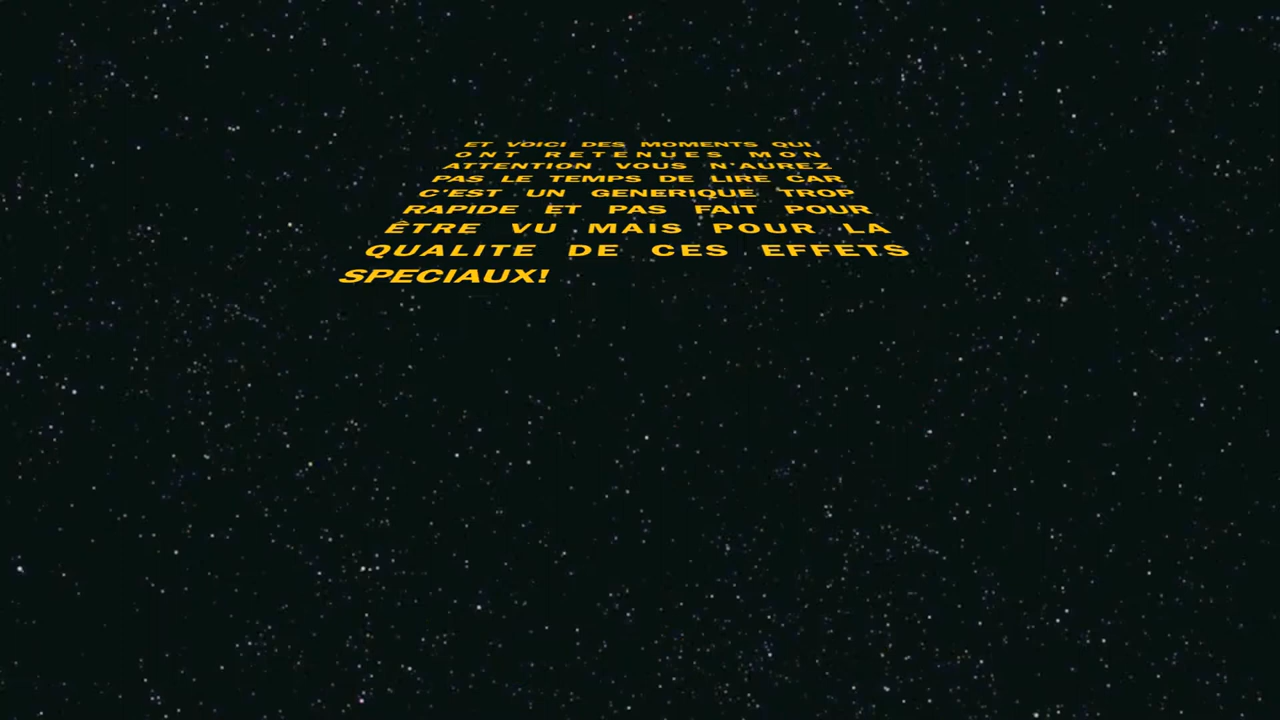 ET VOICI DES MOMENTS QUI
ONT RETENUES MON
ATTENTION VOUS N'AUREZ
PAS LE TEMPS DE LIRE CAR
C'EST UN GENERIQUE TROP
RAPIDE ET PAS FAIT POUR
ÊTRE VU MAIS POUR LA
QUALITE DE CES EFFETS
SPECIAUX!